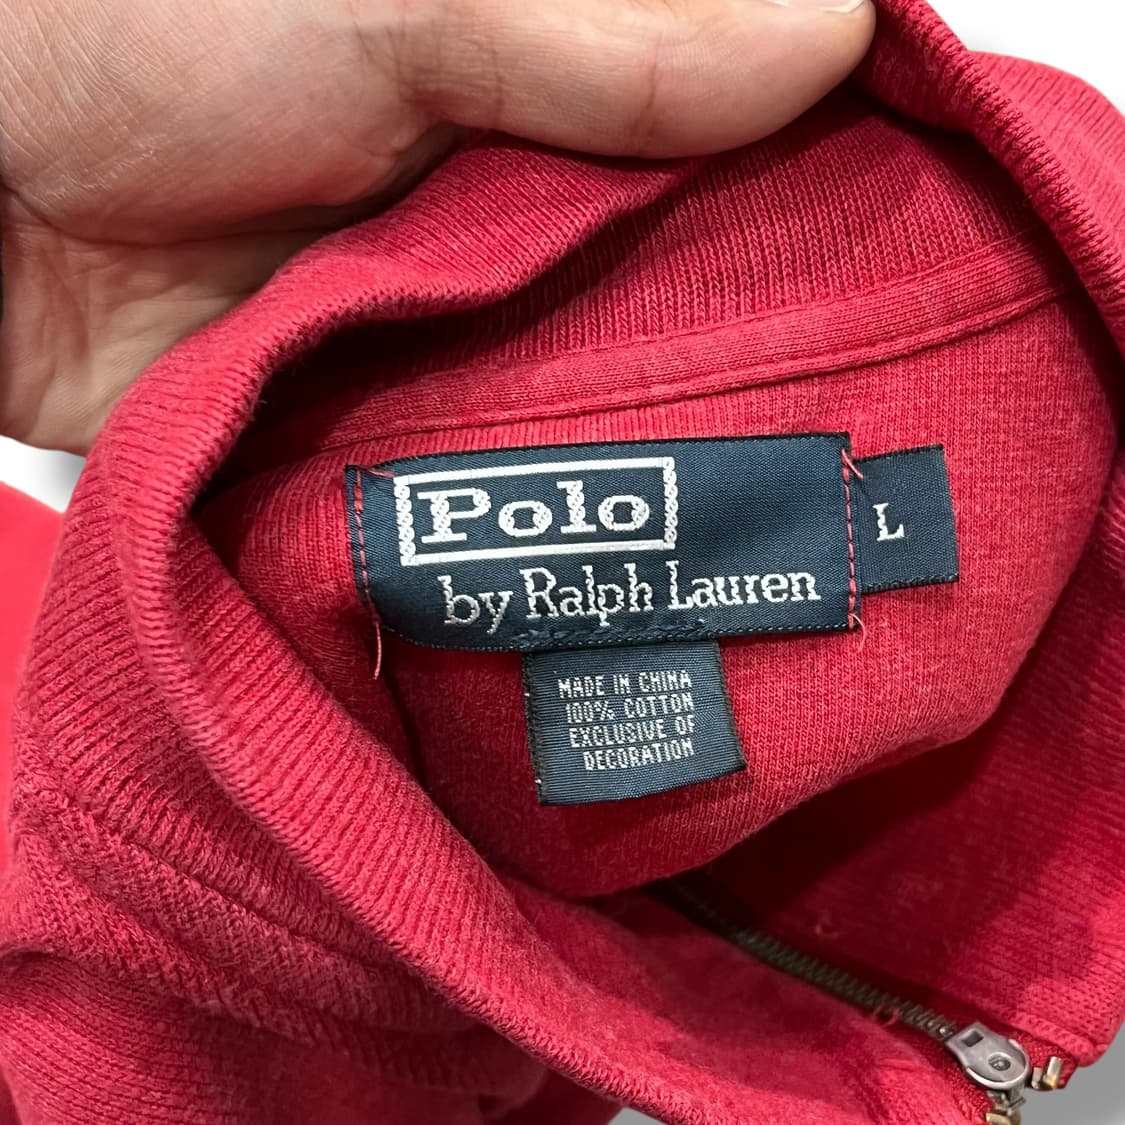 Polo
by Ralph Lauren
L
MADE IN CHINA
100% COTTON
EXCLUSIVE OF
DECORATION